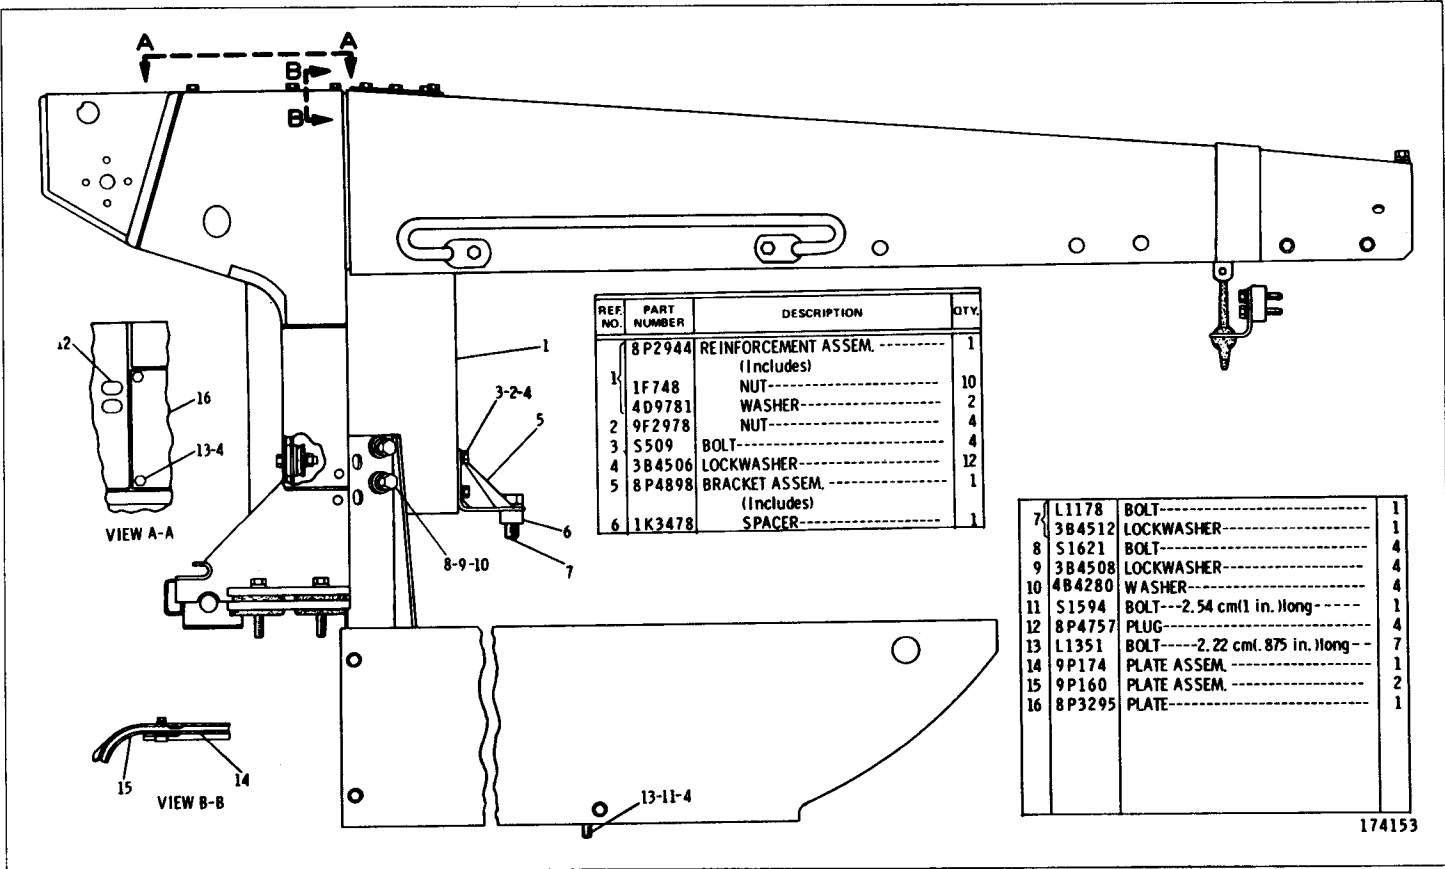 A A
B
B
12
16
13-4
VIEW A-A
1
3-2-4
5
6
7
8-9-10
15
14
VIEW B-B
13-11-4
REF. NO. PART NUMBER DESCRIPTION QTY.
1 8P2944 REINFORCEMENT ASSEM. 1
(Includes)
1F748 NUT 10
4D9781 WASHER 2
2 9F2978 NUT 4
3 S509 BOLT 4
4 3B4506 LOCKWASHER 12
5 8P4898 BRACKET ASSEM. 1
(Includes)
6 1K3478 SPACER 1
7 L1178 BOLT 1
3B4512 LOCKWASHER 1
8 S1621 BOLT 4
9 3B4508 LOCKWASHER 4
10 4B4280 WASHER 4
11 S1594 BOLT---2.54 cm(1 in.)long 1
12 8P4757 PLUG 4
13 L1351 BOLT-----2.22 cm(.875 in.)long 7
14 9P174 PLATE ASSEM. 1
15 9P160 PLATE ASSEM. 2
16 8P3295 PLATE 1
174153